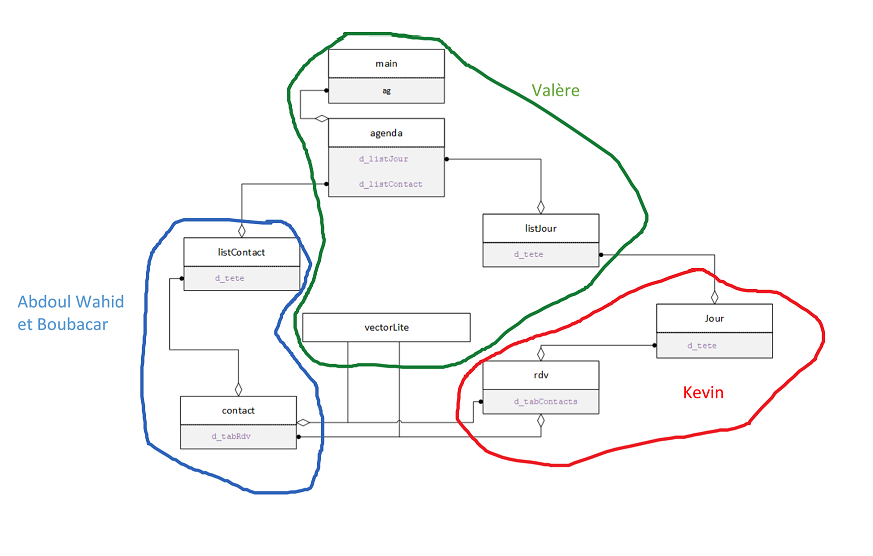 main
ag
Valère
agenda
d_listJour
d_listContact
listJour
d_tete
listContact
d_tete
Abdoul Wahid
et Boubacar
vectorLite
Jour
d_tete
rdv
d_tabContacts
Kevin
contact
d_tabRdv